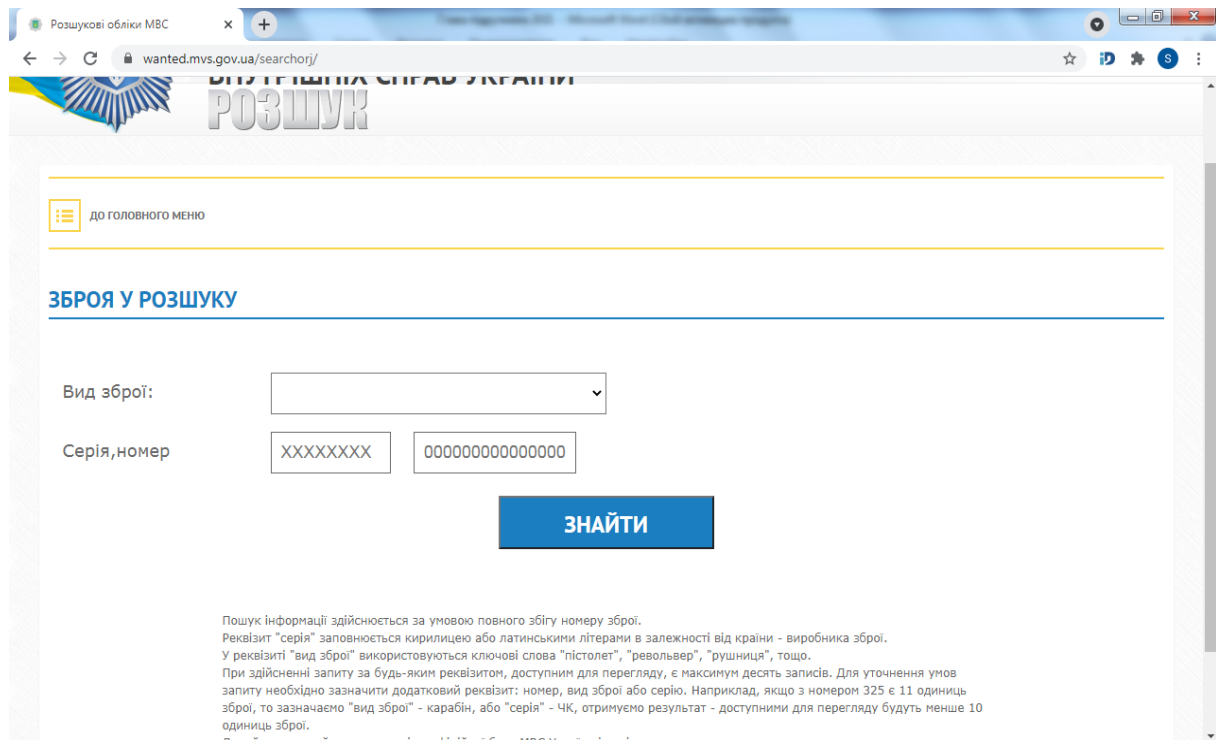 Розшукові обліки МВС
wanted.mvs.gov.ua/searchorj/
S
ВНУТРІШНІХ СПРАВ УКРАЇНИ
РОЗШУК
ДО ГОЛОВНОГО МЕНЮ
ЗБРОЯ У РОЗШУКУ
Вид зброї:
Серія,номер XXXXXXXX 000000000000000
ЗНАЙТИ
Пошук інформації здійснюється за умовою повного збігу номеру зброї.
Реквізит "серія" заповнюється кирилицею або латинськими літерами в залежності від країни - виробника зброї.
У реквізиті "вид зброї" використовуються ключові слова "пістолет", "револьвер", "рушниця", тощо.
При здійсненні запиту за будь-яким реквізитом, доступним для перегляду, є максимум десять записів. Для уточнення умов
запиту необхідно зазначити додатковий реквізит: номер, вид зброї або серію. Наприклад, якщо з номером 325 є 11 одиниць
зброї, то зазначаємо "вид зброї" - карабін, або "серія" - ЧК, отримуємо результат - доступними для перегляду будуть менше 10
одиниць зброї.